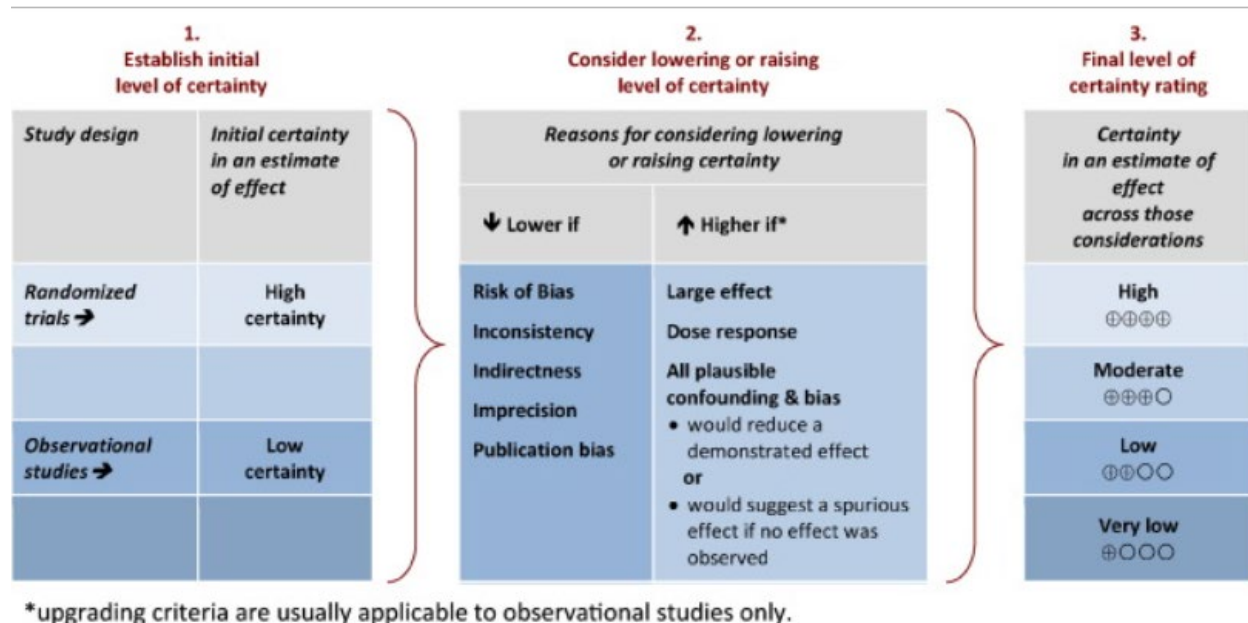 1.
Establish initial
level of certainty
2.
Consider lowering or raising
level of certainty
3.
Final level of
certainty rating
Study design
Initial certainty
in an estimate
of effect
Reasons for considering lowering
or raising certainty
Certainty
in an estimate of
effect
across those
considerations
↓ Lower if
↑ Higher if*
Randomized
trials →
High
certainty
Observational
studies →
Low
certainty
Risk of Bias
Inconsistency
Indirectness
Imprecision
Publication bias
Large effect
Dose response
All plausible
confounding & bias
• would reduce a
demonstrated effect
or
• would suggest a spurious
effect if no effect was
observed
High
⊕⊕⊕⊕
Moderate
⊕⊕⊕○
Low
⊕⊕○○
Very low
⊕○○○
*upgrading criteria are usually applicable to observational studies only.